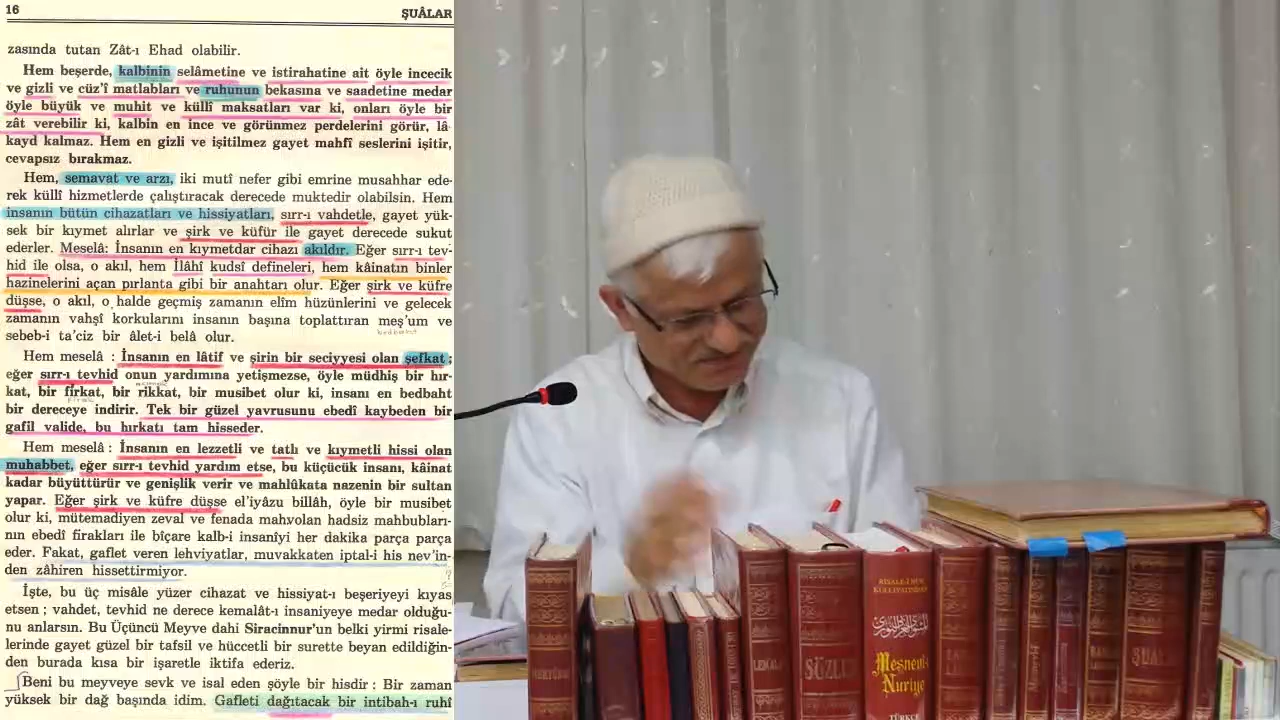 16
ŞUÂLAR
zasında tutan Zât-ı Ehad olabilir.
Hem beşerde, kalbinin selâmetine ve istirahatine ait öyle incecik
ve gizli ve cüz'î matlabları ve ruhunun bekasına ve saadetine medar
öyle büyük ve muhit ve küllî maksatları var ki, onları öyle bir
zât verebilir ki, kalbin en ince ve görünmez perdelerini görür, lâ-
kayd kalmaz. Hem en gizli ve işitilmez gayet mahfî seslerini işitir,
cevapsız bırakmaz.
Hem, semavat ve arzı, iki mutî nefer gibi emrine musahhar ede-
rek küllî hizmetlerde çalıştıracak derecede muktedir olabilsin. Hem
insanın bütün cihazatları ve hissiyatları, sırr-ı vahdetle, gayet yük-
sek bir kıymet alırlar ve şirk ve küfür ile gayet derecede sukut
ederler. Meselâ: İnsanın en kıymetdar cihazı akıldır. Eğer sırr-ı tev-
hid ile olsa, o akıl, hem İlâhî kudsî defineleri, hem kâinatın binler
hazinelerini açan pırlanta gibi bir anahtarı olur. Eğer şirk ve küfre
düşse, o akıl, o halde geçmiş zamanın elîm hüzünlerini ve gelecek
zamanın vahşî korkularını insanın başına toplattıran meş'um ve
bedbaht
sebeb-i ta'ciz bir âlet-i belâ olur.
Hem meselâ : İnsanın en lâtif ve şirin bir seciyyesi olan şefkat;
eğer sırr-ı tevhid onun yardımına yetişmezse, öyle müdhiş bir hır-
kat, bir firkat, bir rikkat, bir musibet olur ki, insanı en bedbaht
bir dereceye indirir. Tek bir güzel yavrusunu ebedî kaybeden bir
gafil valide, bu hırkatı tam hisseder.
Hem meselâ : İnsanın en lezzetli ve tatlı ve kıymetli hissi olan
muhabbet, eğer sırr-ı tevhid yardım etse, bu küçücük insanı, kâinat
kadar büyüttürür ve genişlik verir ve mahlûkata nazenin bir sultan
yapar. Eğer şirk ve küfre düşse el'iyâzu billâh, öyle bir musibet
olur ki, mütemadiyen zeval ve fenada mahvolan hadsiz mahbubları-
nın ebedî firakları ile bîçare kalb-i insanîyi her dakika parça parça
eder. Fakat, gaflet veren lehviyatlar, muvakkaten iptal-i his nev'in-
den zâhiren hissettirmiyor.
İşte, bu üç misâle yüzer cihazat ve hissiyat-ı beşeriyeyi kıyas
etsen ; vahdet, tevhid ne derece kemalât-ı insaniyeye medar olduğu-
nu anlarsın. Bu Üçüncü Meyve dahi Siracinnur'un belki yirmi risale-
lerinde gayet güzel bir tafsil ve hüccetli bir surette beyan edildiğin-
den burada kısa bir işaretle iktifa ederiz.
Beni bu meyveye sevk ve isal eden şöyle bir hisdir : Bir zaman
yüksek bir dağ başında idim. Gafleti dağıtacak bir intibah-ı ruhî
SÖZLER
RİSALE-İ NUR
KÜLLİYATINDAN
Mesnevî-i
Nuriye
TÜRKÇE